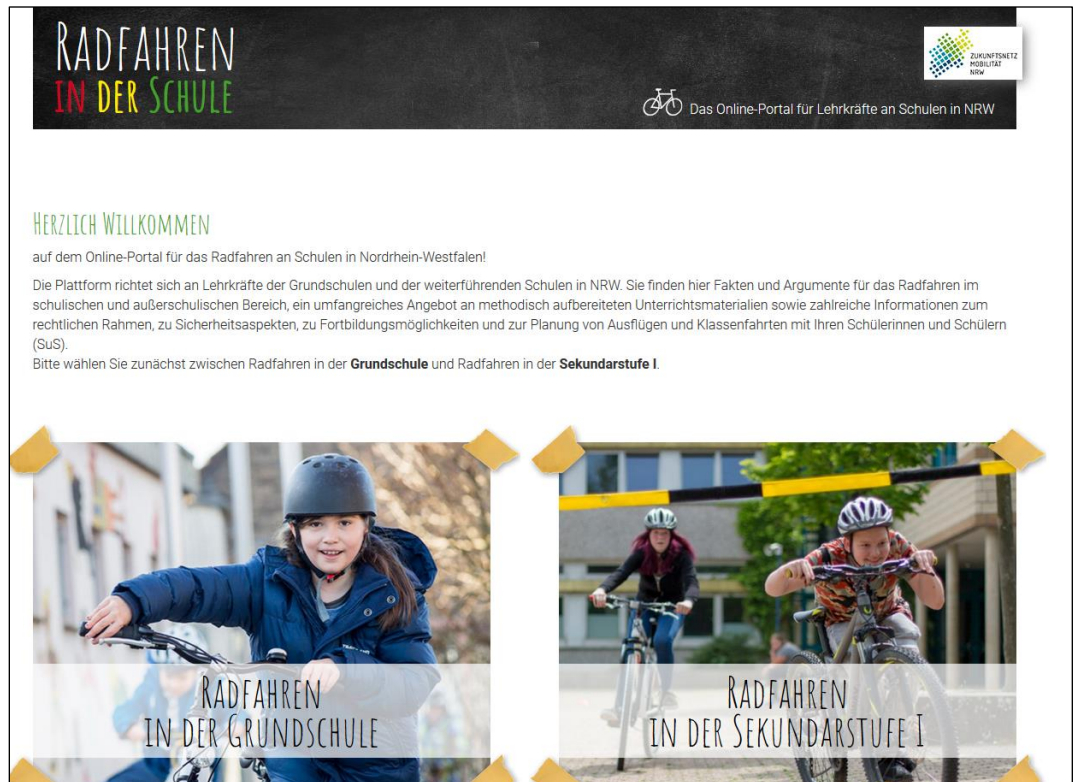 RADFAHREN
IN DER SCHULE
ZUKUNFTSNETZ
MOBILITÄT
NRW
Das Online-Portal für Lehrkräfte an Schulen in NRW
HERZLICH WILLKOMMEN
auf dem Online-Portal für das Radfahren an Schulen in Nordrhein-Westfalen!
Die Plattform richtet sich an Lehrkräfte der Grundschulen und der weiterführenden Schulen in NRW. Sie finden hier Fakten und Argumente für das Radfahren im
schulischen und außerschulischen Bereich, ein umfangreiches Angebot an methodisch aufbereiteten Unterrichtsmaterialien sowie zahlreiche Informationen zum
rechtlichen Rahmen, zu Sicherheitsaspekten, zu Fortbildungsmöglichkeiten und zur Planung von Ausflügen und Klassenfahrten mit Ihren Schülerinnen und Schülern
(SuS).
Bitte wählen Sie zunächst zwischen Radfahren in der Grundschule und Radfahren in der Sekundarstufe I.
RADFAHREN
IN DER GRUNDSCHULE
RADFAHREN
IN DER SEKUNDARSTUFE I